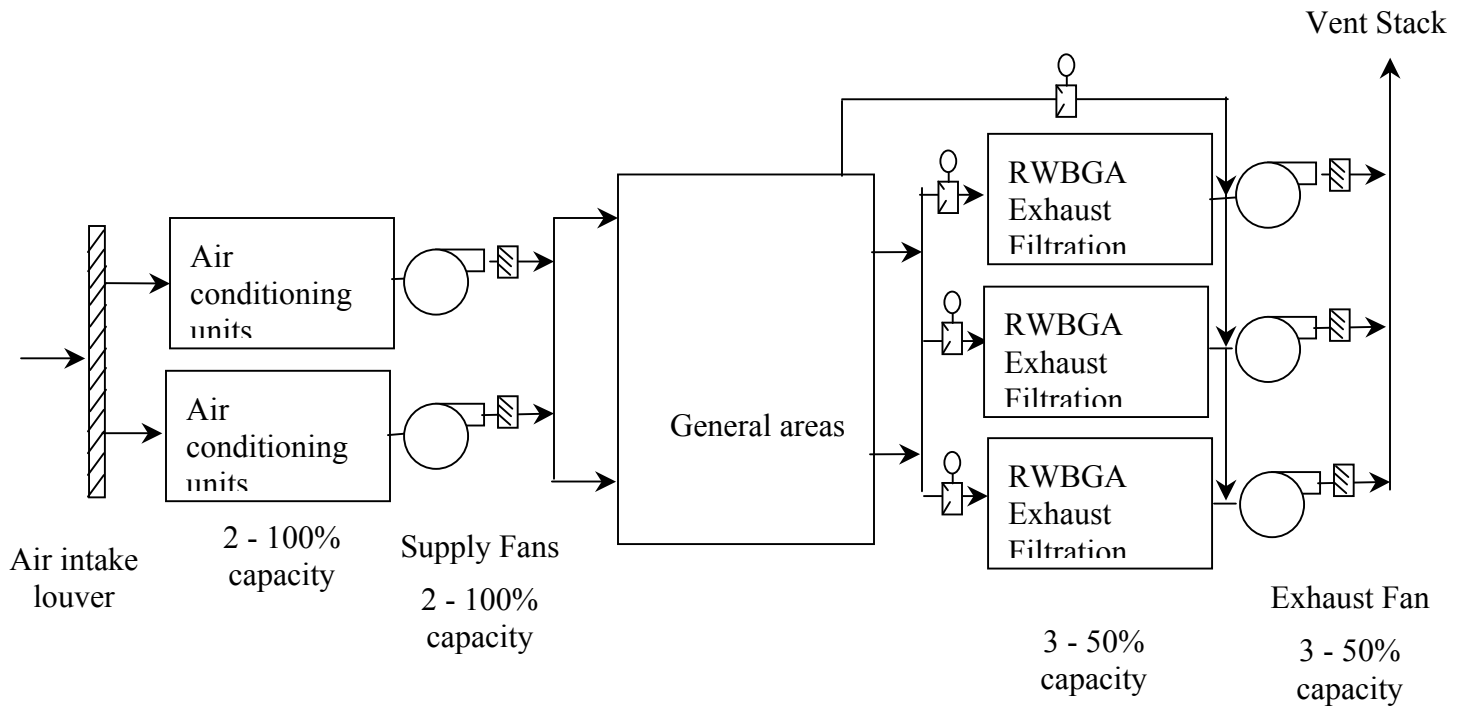 Vent Stack
RWBGA
Exhaust
Filtration
Air
conditioning
units
RWBGA
Exhaust
Filtration
Air
conditioning
units
General areas
RWBGA
Exhaust
Filtration
Air intake
louver
2 - 100%
capacity
Supply Fans
2 - 100%
capacity
3 - 50%
capacity
Exhaust Fan
3 - 50%
capacity